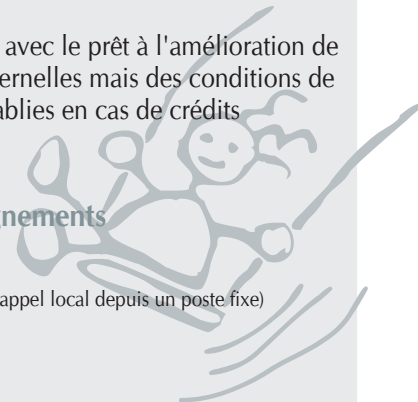 avec le prêt à l'amélioration de
ernelles mais des conditions de
ablies en cas de crédits
gnements
appel local depuis un poste fixe)